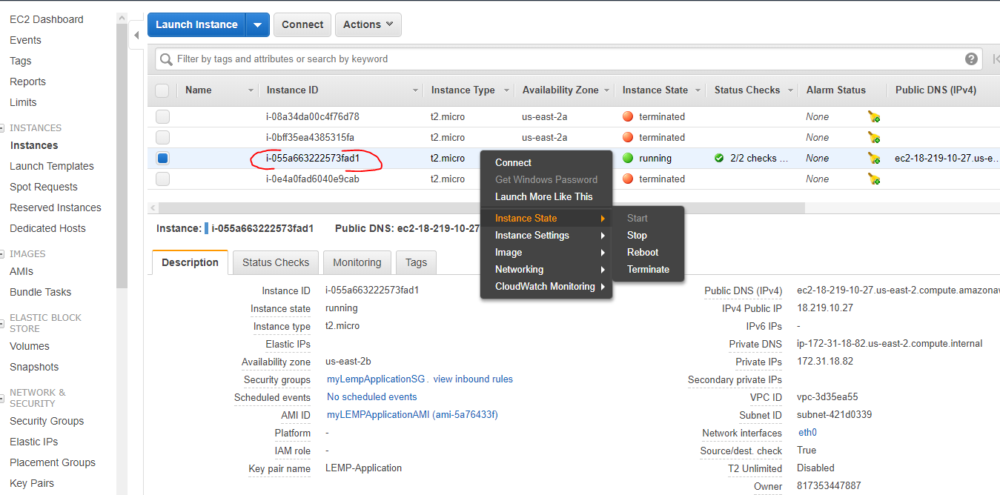 EC2 Dashboard
Events
Tags
Reports
Limits
INSTANCES
Instances
Launch Templates
Spot Requests
Reserved Instances
Dedicated Hosts
IMAGES
AMIs
Bundle Tasks
ELASTIC BLOCK
STORE
Volumes
Snapshots
NETWORK &
SECURITY
Security Groups
Elastic IPs
Placement Groups
Key Pairs
Launch Instance Connect Actions
Filter by tags and attributes or search by keyword
Name Instance ID Instance Type Availability Zone Instance State Status Checks Alarm Status Public DNS (IPv4)
i-08a34da00c4f76d78 t2.micro us-east-2a terminated None
i-0bff35ea4385315fa t2.micro us-east-2a terminated None
i-055a663222573fad1 t2.micro running 2/2 checks ... None ec2-18-219-10-27.us-e...
i-0e4a0fad6040e9cab t2.micro terminated None
Connect
Get Windows Password
Launch More Like This
Instance State
Instance Settings
Image
Networking
CloudWatch Monitoring
Start
Stop
Reboot
Terminate
Instance: i-055a663222573fad1 Public DNS: ec2-18-219-10-27
Description Status Checks Monitoring Tags
Instance ID i-055a663222573fad1
Instance state running
Instance type t2.micro
Elastic IPs
Availability zone us-east-2b
Security groups myLempApplicationSG. view inbound rules
Scheduled events No scheduled events
AMI ID myLEMPApplicationAMI (ami-5a76433f)
Platform -
IAM role -
Key pair name LEMP-Application
Public DNS (IPv4) ec2-18-219-10-27.us-east-2.compute.amazonav
IPv4 Public IP 18.219.10.27
IPv6 IPs -
Private DNS ip-172-31-18-82.us-east-2.compute.internal
Private IPs 172.31.18.82
Secondary private IPs
VPC ID vpc-3d35ea55
Subnet ID subnet-421d0339
Network interfaces eth0
Source/dest. check True
T2 Unlimited Disabled
Owner 817353447887